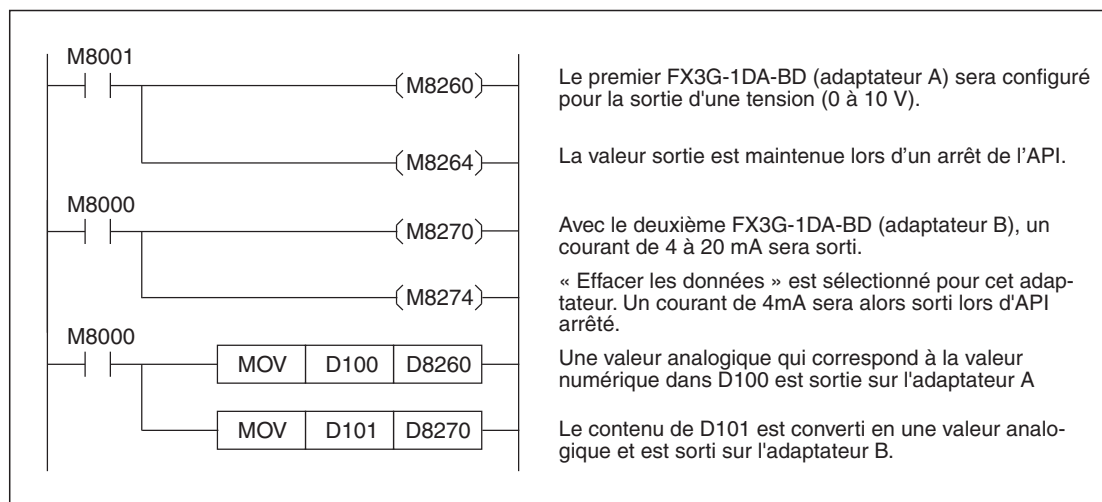 M8001
M8260
Le premier FX3G-1DA-BD (adaptateur A) sera configuré
pour la sortie d'une tension (0 à 10 V).
M8264
La valeur sortie est maintenue lors d’un arrêt de l’API.
M8000
M8270
Avec le deuxième FX3G-1DA-BD (adaptateur B), un
courant de 4 à 20 mA sera sorti.
M8274
« Effacer les données » est sélectionné pour cet adap-
tateur. Un courant de 4mA sera alors sorti lors d'API
arrêté.
M8000
MOV D100 D8260
Une valeur analogique qui correspond à la valeur
numérique dans D100 est sortie sur l'adaptateur A
MOV D101 D8270
Le contenu de D101 est converti en une valeur analo-
gique et est sorti sur l'adaptateur B.